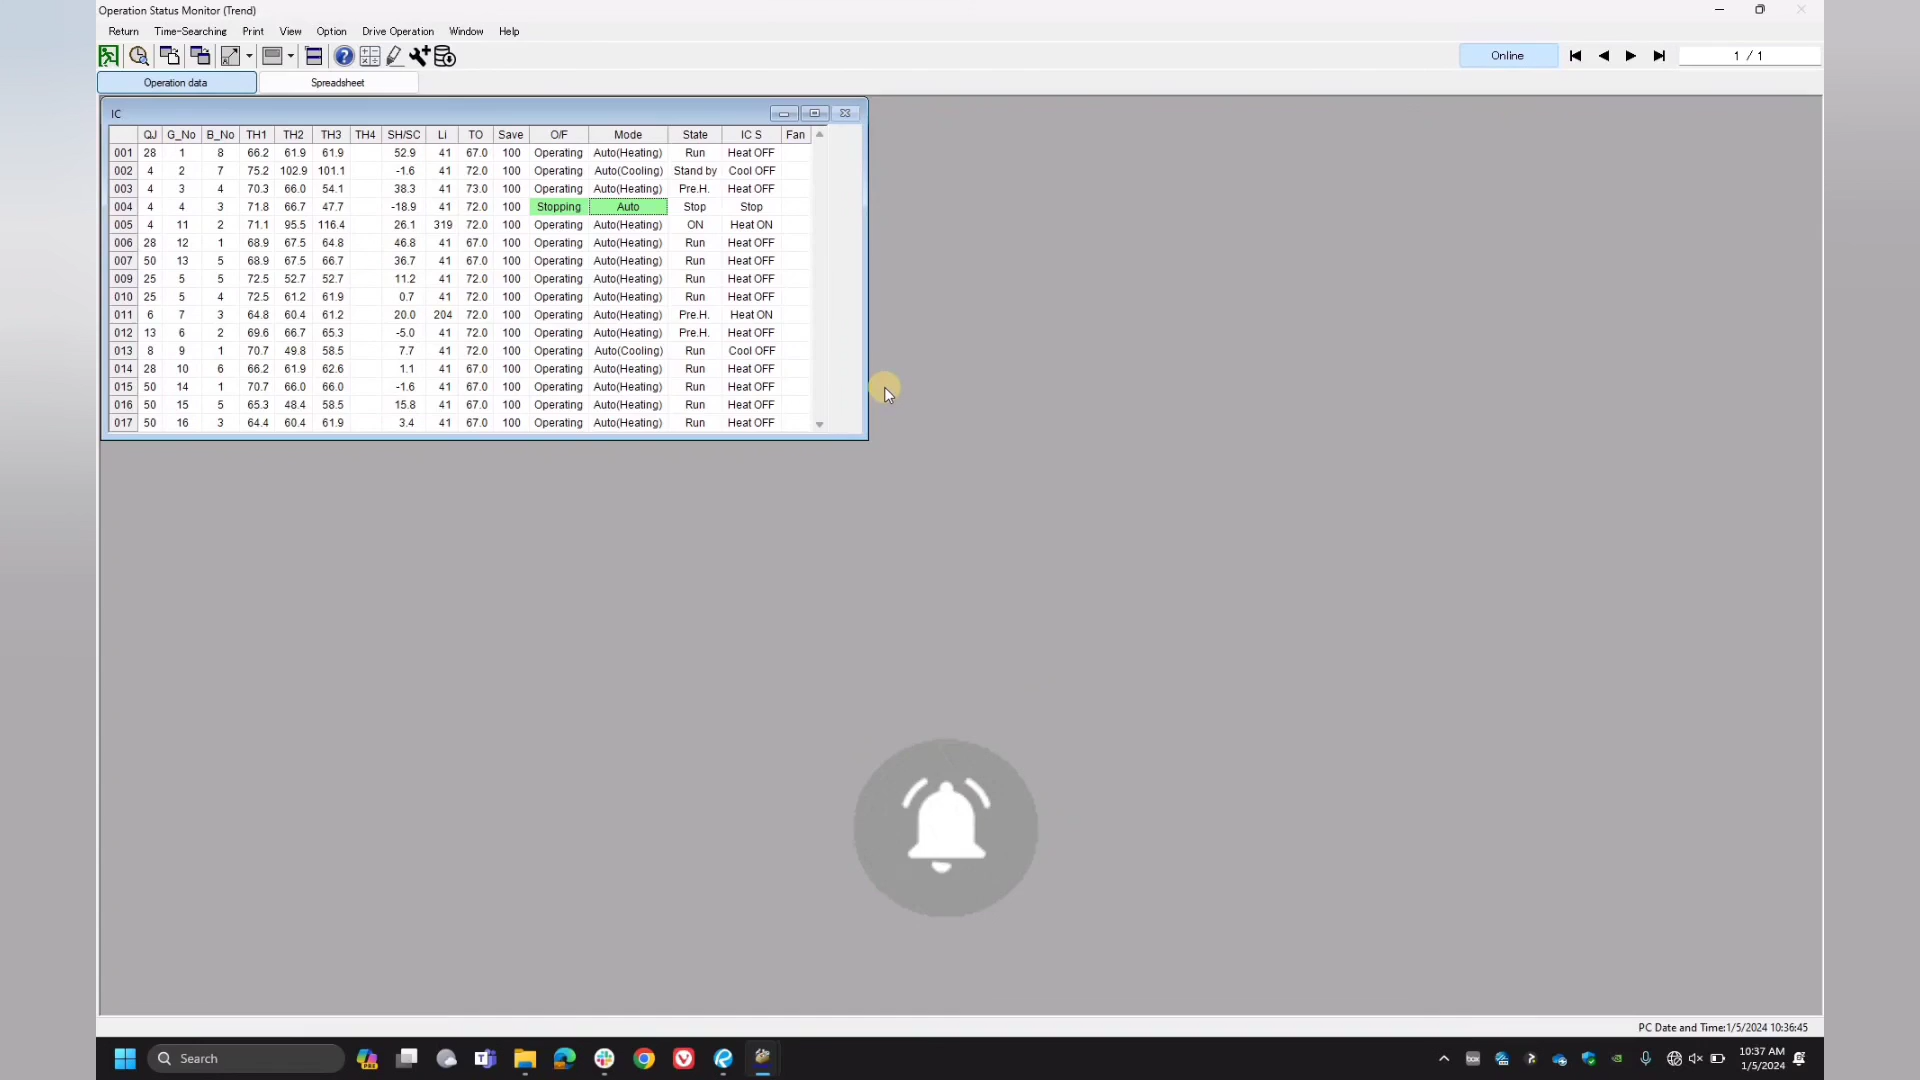 Operation Status Monitor (Trend)
Return Time-Searching Print View Option Drive Operation Window Help
Online 1 / 1
Operation data Spreadsheet
IC
QJ G_No B_No TH1 TH2 TH3 TH4 SH/SC Li TO Save O/F Mode State IC S Fan
001 28 1 8 66.2 61.9 61.9 52.9 41 67.0 100 Operating Auto(Heating) Run Heat OFF
002 4 2 7 75.2 102.9 101.1 -1.6 41 72.0 100 Operating Auto(Cooling) Stand by Cool OFF
003 4 3 4 70.3 66.0 54.1 38.3 41 73.0 100 Operating Auto(Heating) Pre.H. Heat OFF
004 4 4 3 71.8 66.7 47.7 -18.9 41 72.0 100 Stopping Auto Stop Stop
005 4 11 2 71.1 95.5 116.4 26.1 319 72.0 100 Operating Auto(Heating) ON Heat ON
006 28 12 1 68.9 67.5 64.8 46.8 41 67.0 100 Operating Auto(Heating) Run Heat OFF
007 50 13 5 68.9 67.5 66.7 36.7 41 67.0 100 Operating Auto(Heating) Run Heat OFF
009 25 5 5 72.5 52.7 52.7 11.2 41 72.0 100 Operating Auto(Heating) Run Heat OFF
010 25 5 4 72.5 61.2 61.9 0.7 41 72.0 100 Operating Auto(Heating) Run Heat OFF
011 6 7 3 64.8 60.4 61.2 20.0 204 72.0 100 Operating Auto(Heating) Pre.H. Heat ON
012 13 6 2 69.6 66.7 65.3 -5.0 41 72.0 100 Operating Auto(Heating) Pre.H. Heat OFF
013 8 9 1 70.7 49.8 58.5 7.7 41 72.0 100 Operating Auto(Cooling) Run Cool OFF
014 28 10 6 66.2 61.9 62.6 1.1 41 67.0 100 Operating Auto(Heating) Run Heat OFF
015 50 14 1 70.7 66.0 66.0 -1.6 41 67.0 100 Operating Auto(Heating) Run Heat OFF
016 50 15 5 65.3 48.4 58.5 15.8 41 67.0 100 Operating Auto(Heating) Run Heat OFF
017 50 16 3 64.4 60.4 61.9 3.4 41 67.0 100 Operating Auto(Heating) Run Heat OFF
PC Date and Time:1/5/2024 10:36:45
Search
10:37 AM
1/5/2024